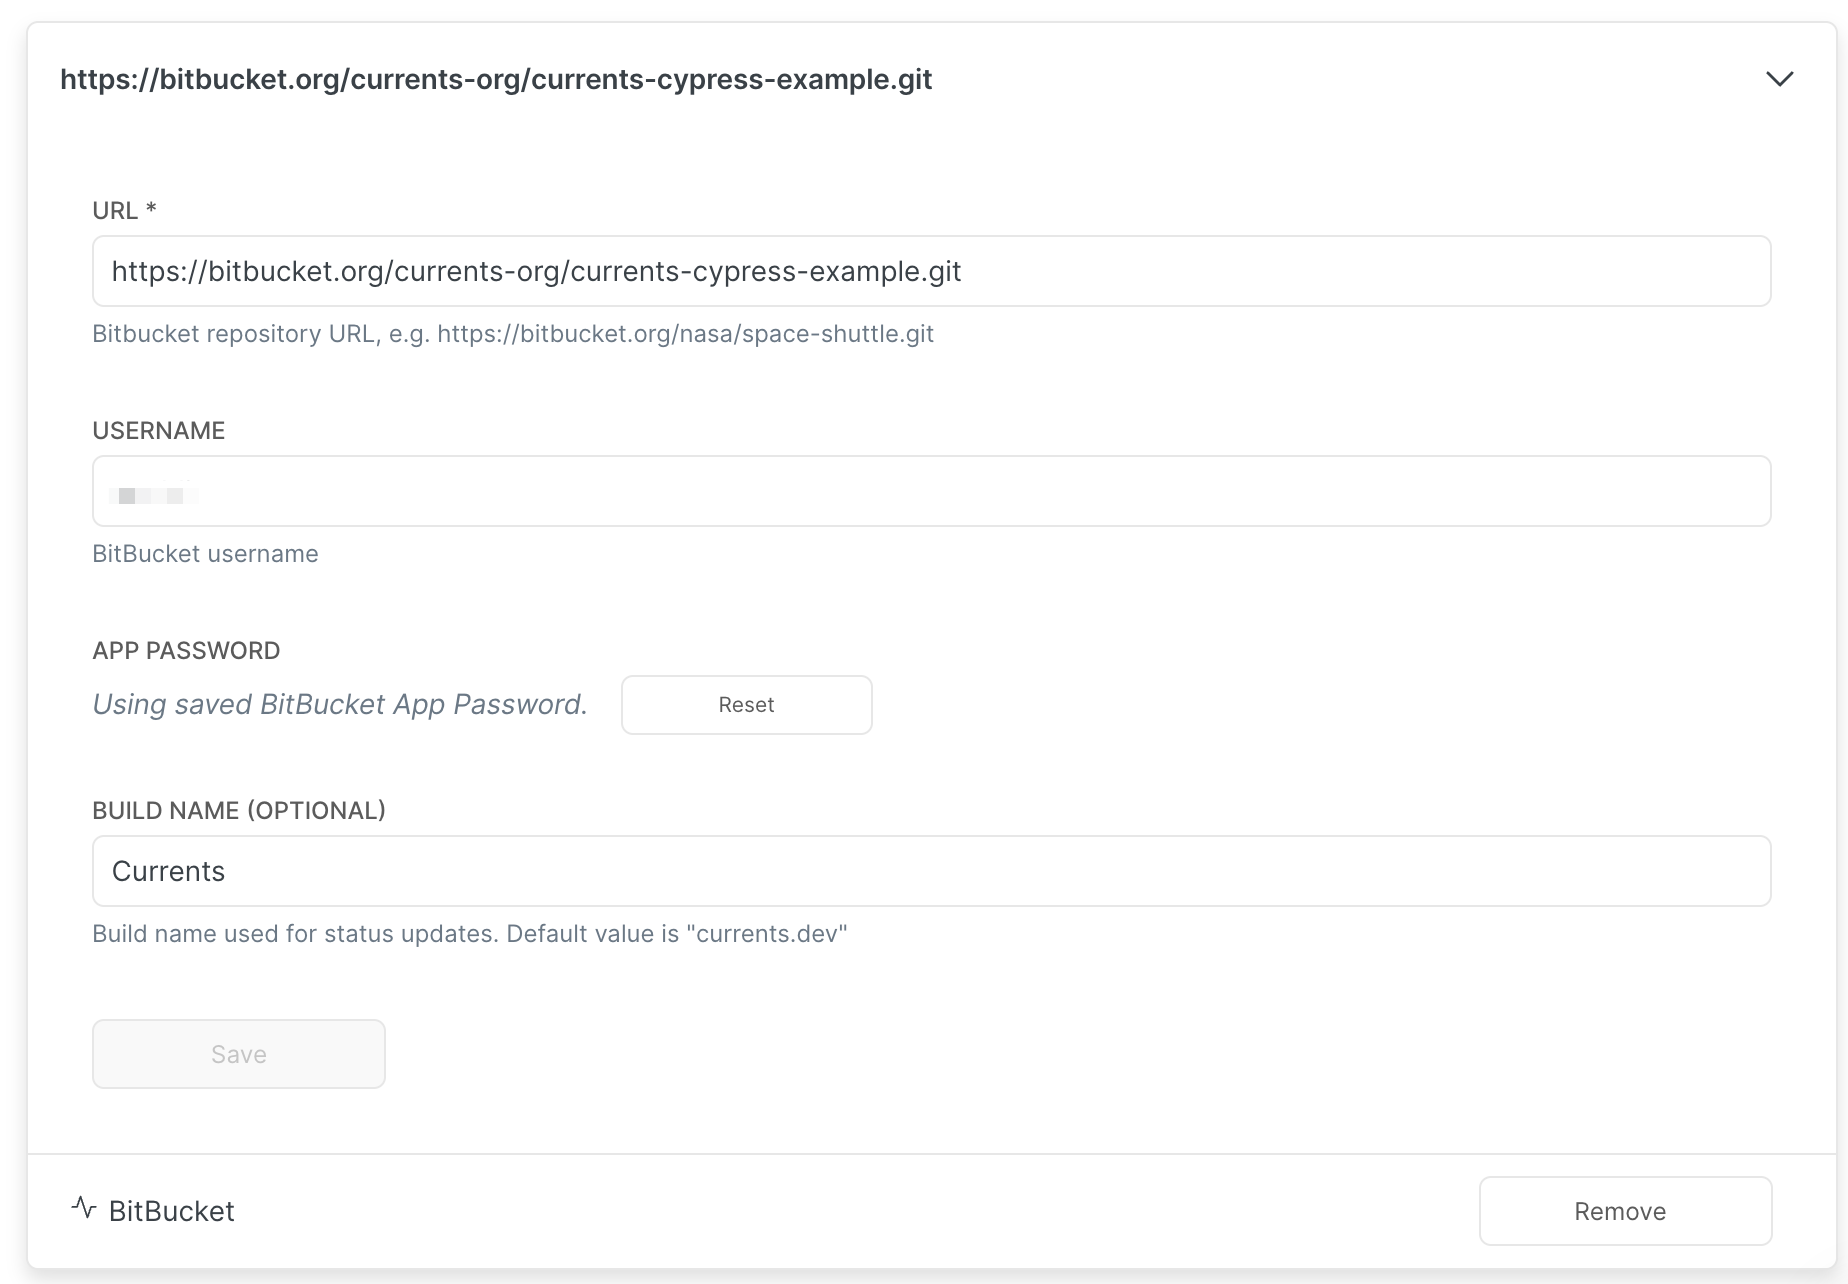 https://bitbucket.org/currents-org/currents-cypress-example.git
URL *
https://bitbucket.org/currents-org/currents-cypress-example.git
Bitbucket repository URL, e.g. https://bitbucket.org/nasa/space-shuttle.git
USERNAME
BitBucket username
APP PASSWORD
Using saved BitBucket App Password.
Reset
BUILD NAME (OPTIONAL)
Currents
Build name used for status updates. Default value is "currents.dev"
Save
BitBucket
Remove